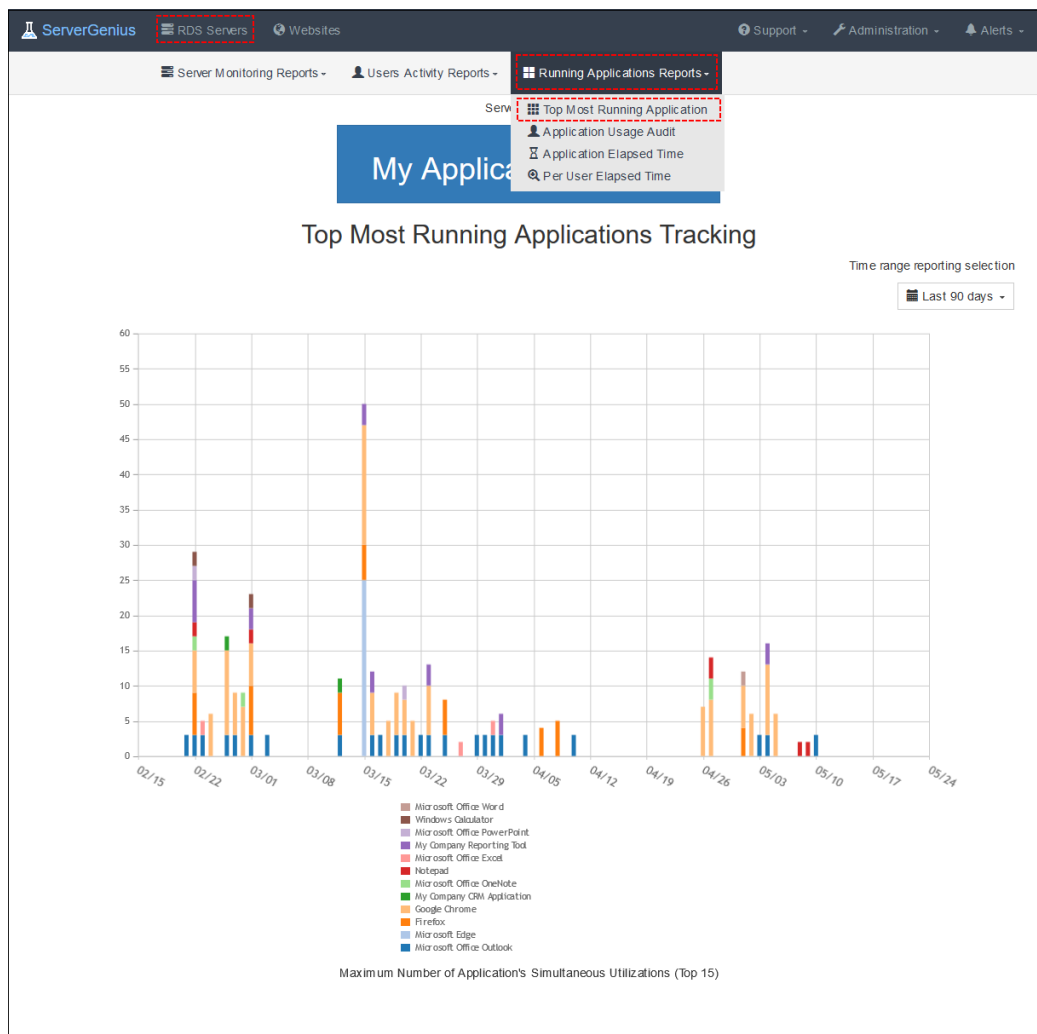 ServerGenius RDS Servers Websites Support Administration Alerts
Server Monitoring Reports Users Activity Reports Running Applications Reports
Top Most Running Application
Application Usage Audit
Application Elapsed Time
Per User Elapsed Time
My
Top Most Running Applications Tracking
Time range reporting selection
Last 90 days
60
55
50
45
40
35
30
25
20
15
10
5
0
02/15 02/22 03/01 03/08 03/15 03/22 03/29 04/05 04/12 04/19 04/26 05/03 05/10 05/17 05/24
Microsoft Office Word
Windows Calculator
Microsoft Office PowerPoint
My Company Reporting Tool
Microsoft Office Excel
Notepad
Microsoft Office OneNote
My Company CRM Application
Google Chrome
Firefox
Microsoft Edge
Microsoft Office Outlook
Maximum Number of Application's Simultaneous Utilizations (Top 15)